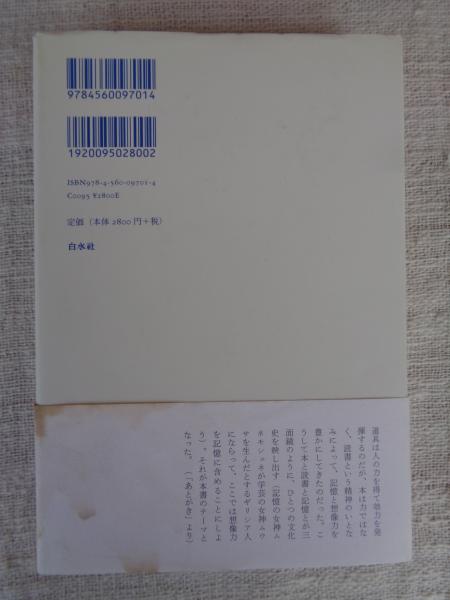 9784560097014
1920095028002
ISBN978-4-560-09701-4
C0095 ¥2800E
定価（本体2800円＋税）
白水社
道具は人の力を得て効力を発
揮するのだが、本は力ではな
く、読書という精神のいとな
みによって、記憶と想像力を
豊かにしてきたのだった。こ
うして本と読書と記憶とが三
面鏡のように、ひとつの文化
史を映し出す（記憶の女神ム
ネモシュネが学芸の女神ムウ
サを生んだとするギリシア人
にならって、ここでは想像力
を記憶に含めることにしよ
う）。それが本書のテーマと
なった。（「あとがき」より）